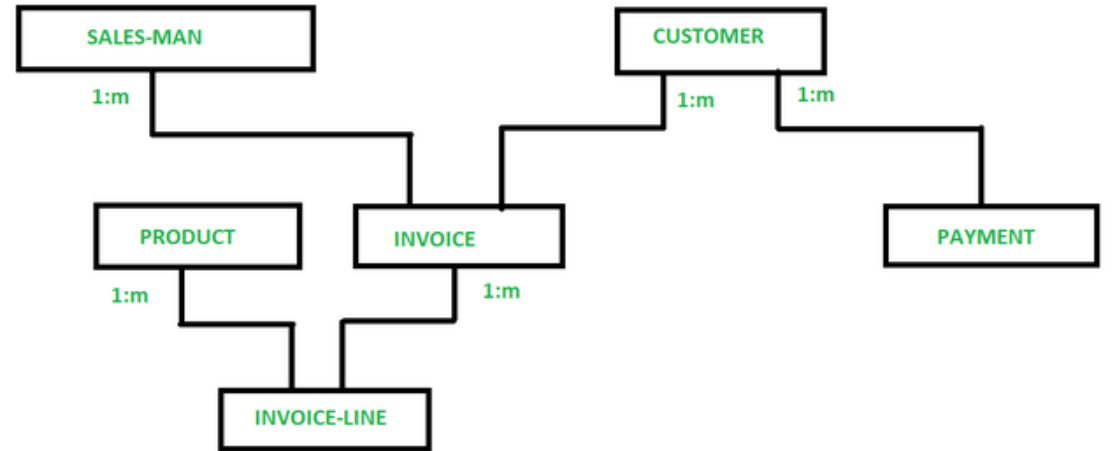 SALES-MAN
CUSTOMER
1:m
1:m
1:m
PRODUCT
INVOICE
PAYMENT
1:m
1:m
INVOICE-LINE